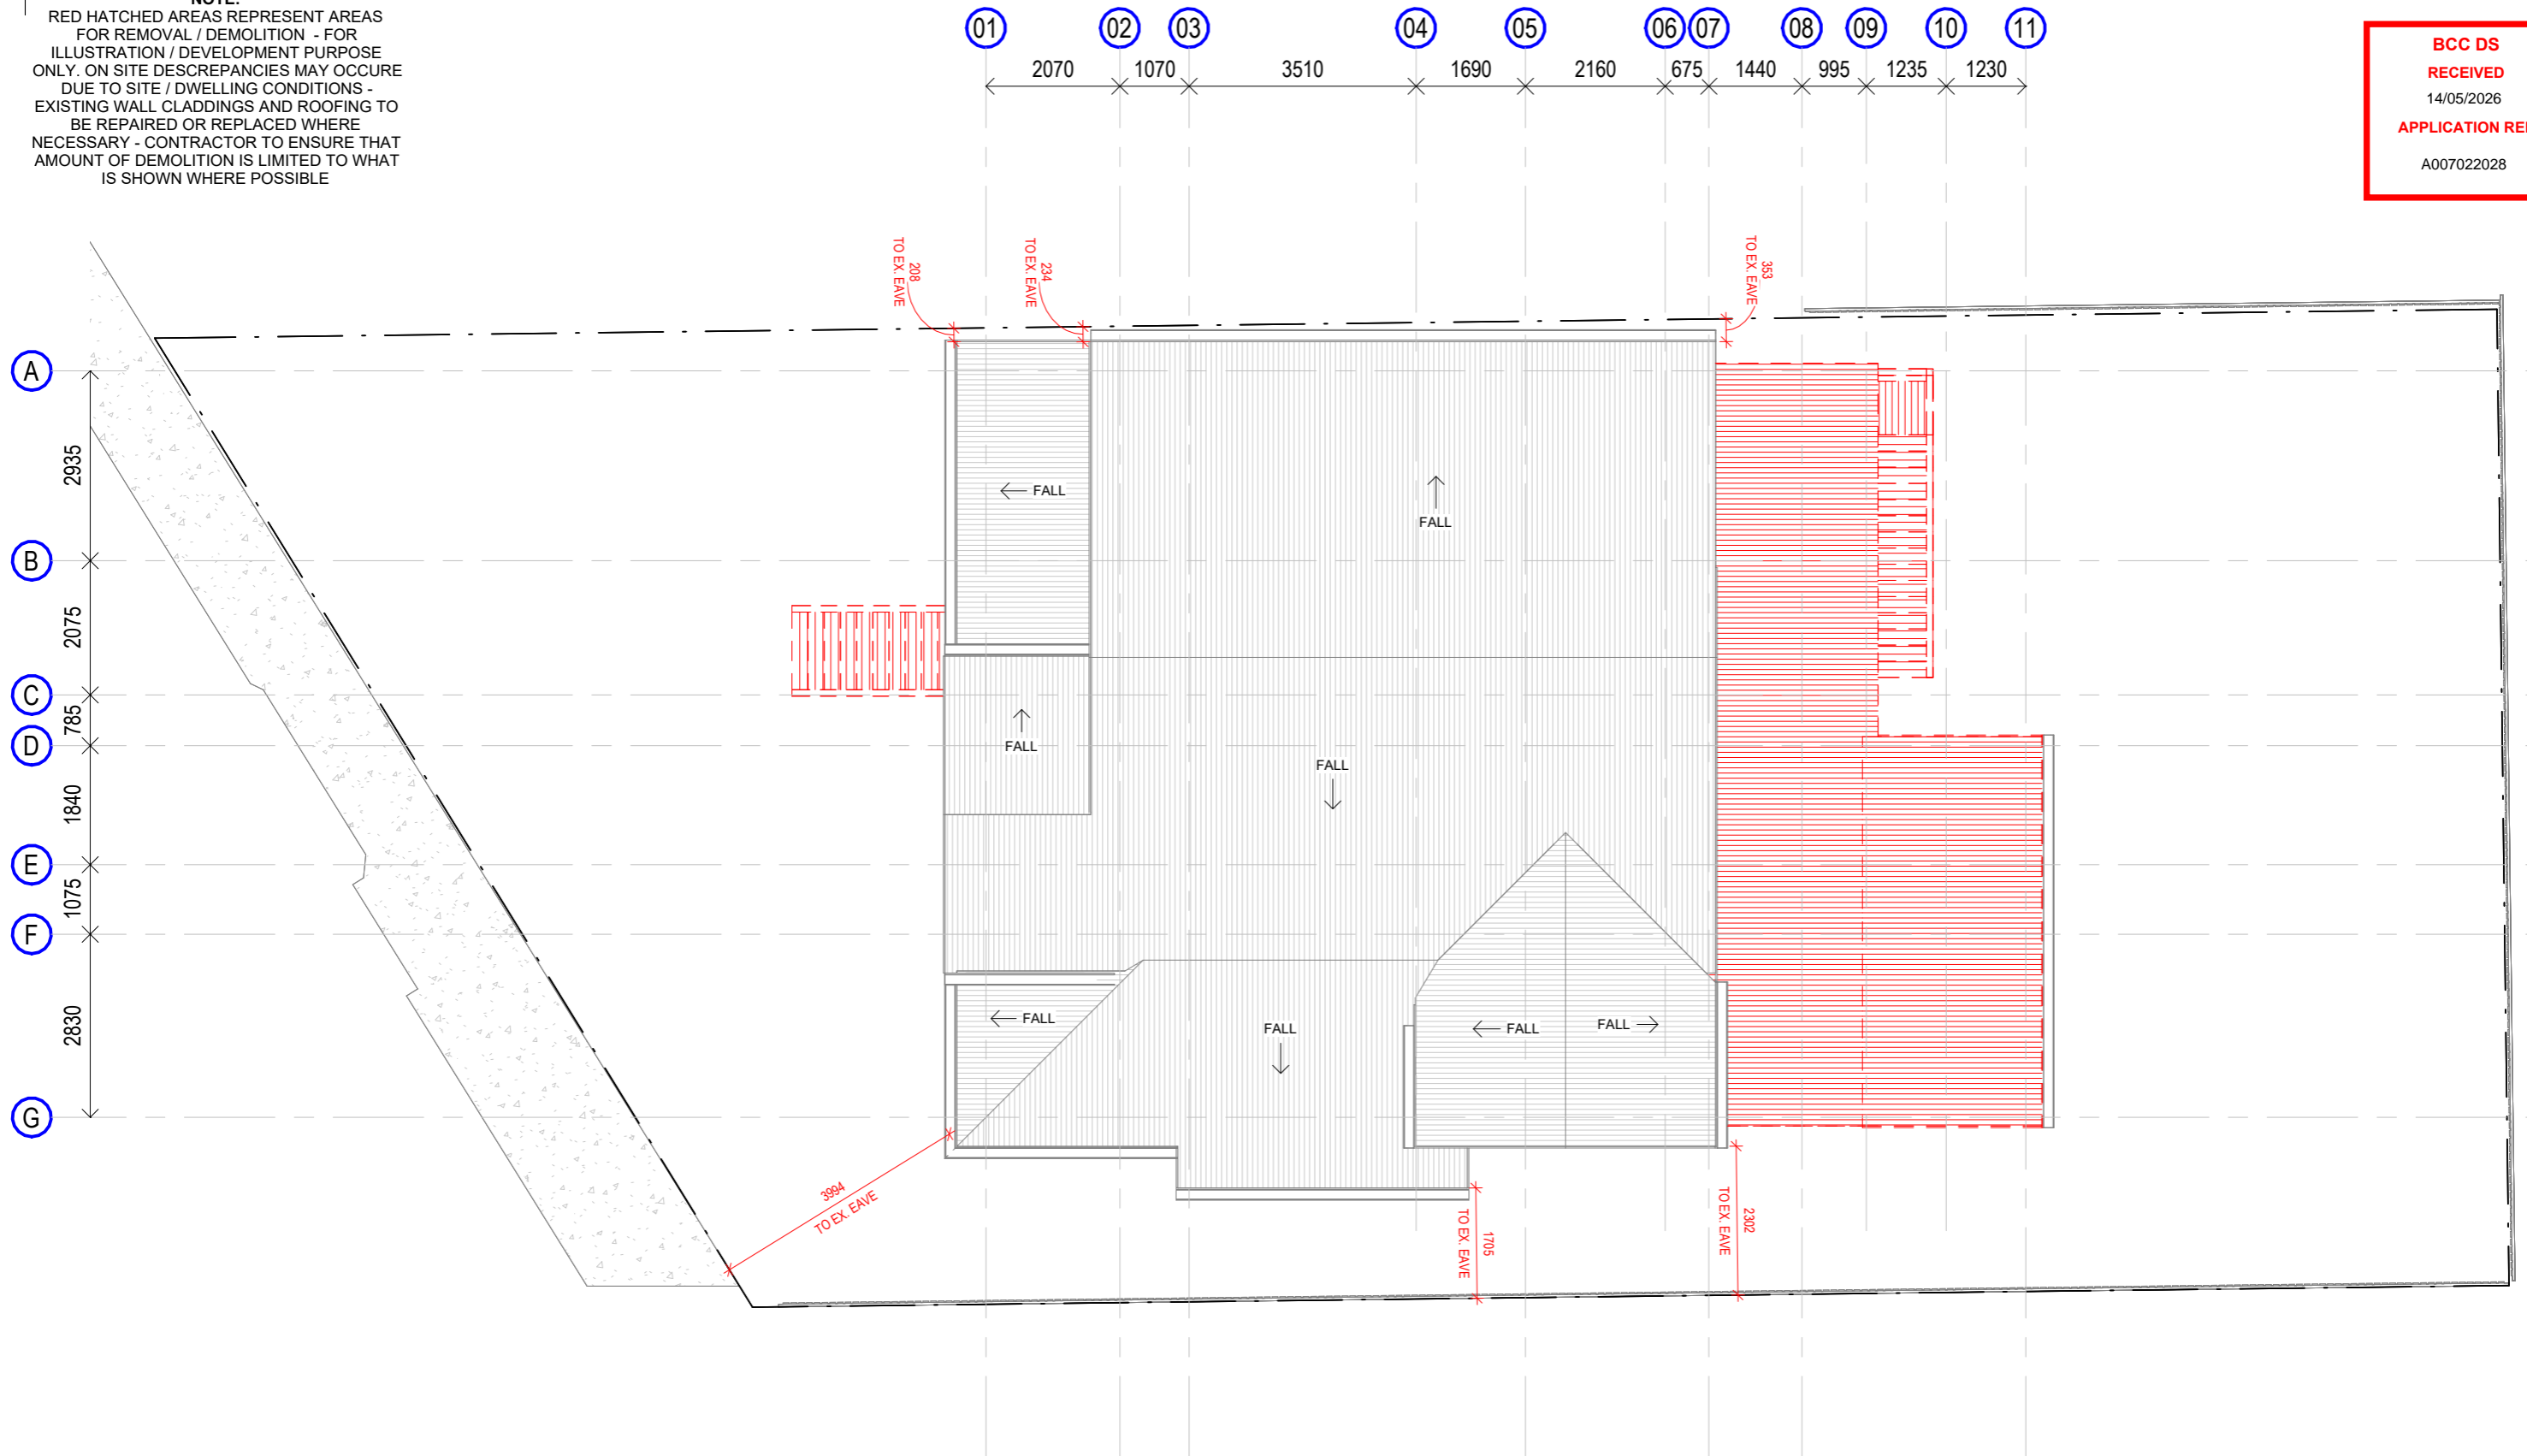 NOTE:
RED HATCHED AREAS REPRESENT AREAS
FOR REMOVAL / DEMOLITION - FOR
ILLUSTRATION / DEVELOPMENT PURPOSE
ONLY. ON SITE DESCREPANCIES MAY OCCURE
DUE TO SITE / DWELLING CONDITIONS -
EXISTING WALL CLADDINGS AND ROOFING TO
BE REPAIRED OR REPLACED WHERE
NECESSARY - CONTRACTOR TO ENSURE THAT
AMOUNT OF DEMOLITION IS LIMITED TO WHAT
IS SHOWN WHERE POSSIBLE
01 02 03 04 05 06 07 08 09 10 11
2070 1070 3510 1690 2160 675 1440 995 1235 1230
BCC DS
RECEIVED
14/05/2026
APPLICATION REF
A007022028
208
TO EX. EAVE
234
TO EX. EAVE
353
TO EX. EAVE
A
2935
B
2075
C
785
D
1840
E
1075
F
2830
G
FALL
FALL
FALL
FALL
FALL
FALL
FALL
FALL
3994
TO EX. EAVE
1705
TO EX. EAVE
2302
TO EX. EAVE